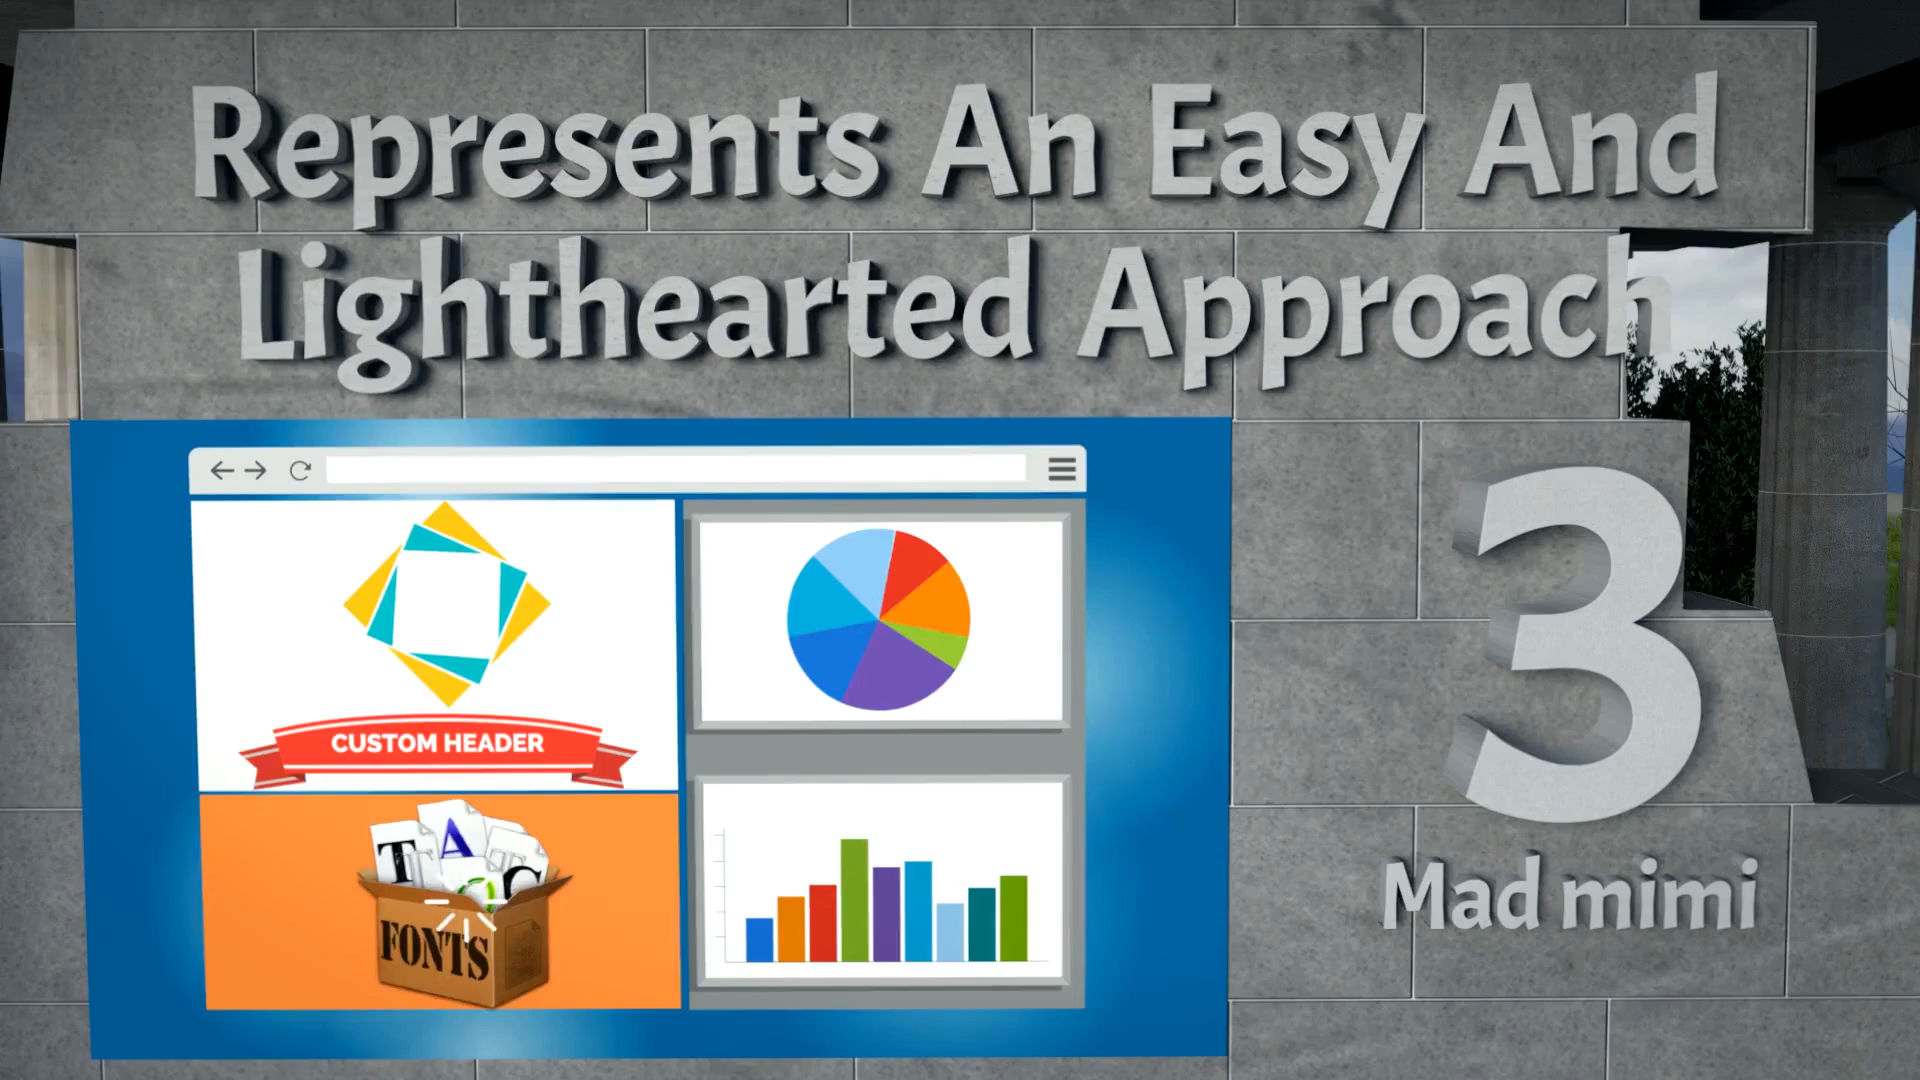 Represents An Easy And
Lighthearted Approach
CUSTOM HEADER
T A C
FONTS
3
Mad mimi